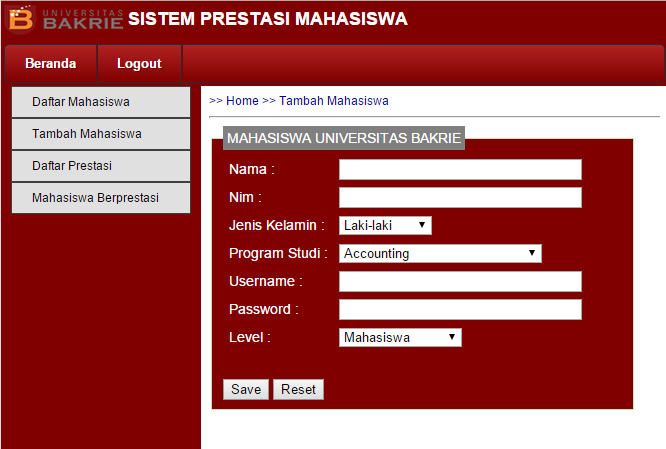 UNIVERSITAS
BAKRIE
SISTEM PRESTASI MAHASISWA
Beranda
Logout
Daftar Mahasiswa
Tambah Mahasiswa
Daftar Prestasi
Mahasiswa Berprestasi
>> Home >> Tambah Mahasiswa
MAHASISWA UNIVERSITAS BAKRIE
Nama :
Nim :
Jenis Kelamin : Laki-laki
Program Studi : Accounting
Username :
Password :
Level : Mahasiswa
Save Reset